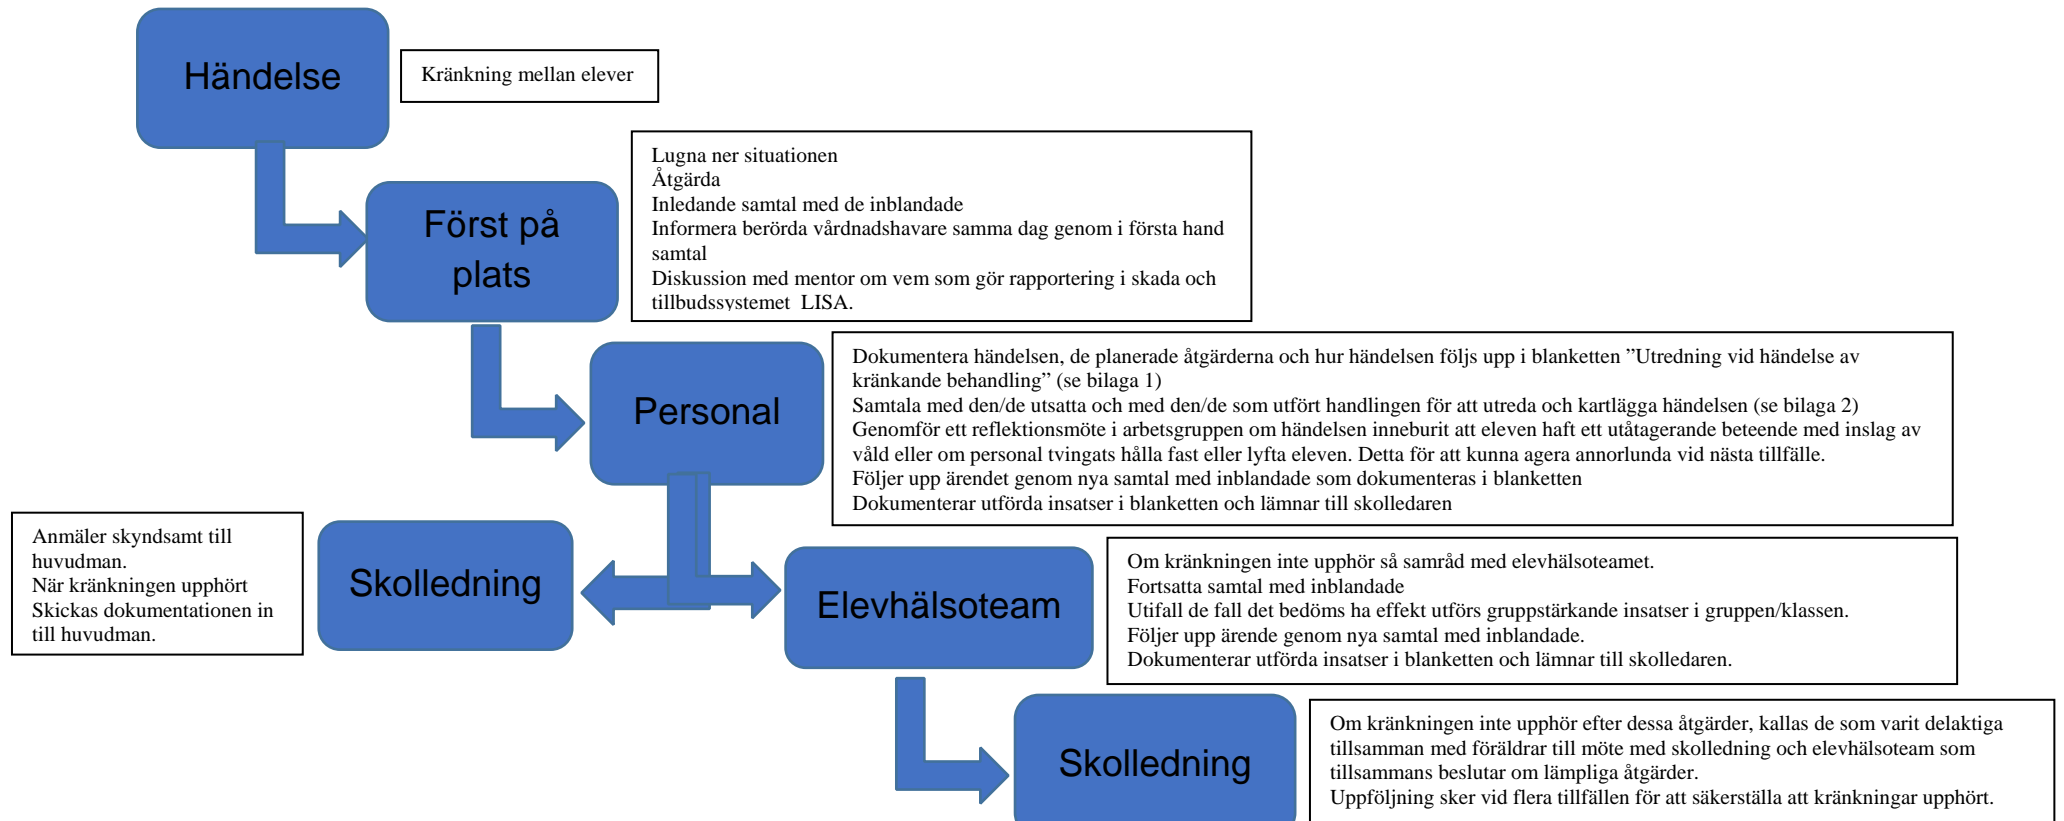 Händelse
Kränkning mellan elever
Först på
plats
Lugna ner situationen
Åtgärda
Inledande samtal med de inblandade
Informera berörda vårdnadshavare samma dag genom i första hand
samtal
Diskussion med mentor om vem som gör rapportering i skada och
tillbudssystemet  LISA.
Personal
Dokumentera händelsen, de planerade åtgärderna och hur händelsen följs upp i blanketten ”Utredning vid händelse av
kränkande behandling” (se bilaga 1)
Samtala med den/de utsatta och med den/de som utfört handlingen för att utreda och kartlägga händelsen (se bilaga 2)
Genomför ett reflektionsmöte i arbetsgruppen om händelsen inneburit att eleven haft ett utåtagerande beteende med inslag av
våld eller om personal tvingats hålla fast eller lyfta eleven. Detta för att kunna agera annorlunda vid nästa tillfälle.
Följer upp ärendet genom nya samtal med inblandade som dokumenteras i blanketten
Dokumenterar utförda insatser i blanketten och lämnar till skolledaren
Anmäler skyndsamt till
huvudman.
När kränkningen upphört
Skickas dokumentationen in
till huvudman.
Skolledning
Elevhälsoteam
Om kränkningen inte upphör så samråd med elevhälsoteamet.
Fortsatta samtal med inblandade
Utifall de fall det bedöms ha effekt utförs gruppstärkande insatser i gruppen/klassen.
Följer upp ärende genom nya samtal med inblandade.
Dokumenterar utförda insatser i blanketten och lämnar till skolledaren.
Skolledning
Om kränkningen inte upphör efter dessa åtgärder, kallas de som varit delaktiga
tillsamman med föräldrar till möte med skolledning och elevhälsoteam som
tillsammans beslutar om lämpliga åtgärder.
Uppföljning sker vid flera tillfällen för att säkerställa att kränkningar upphört.